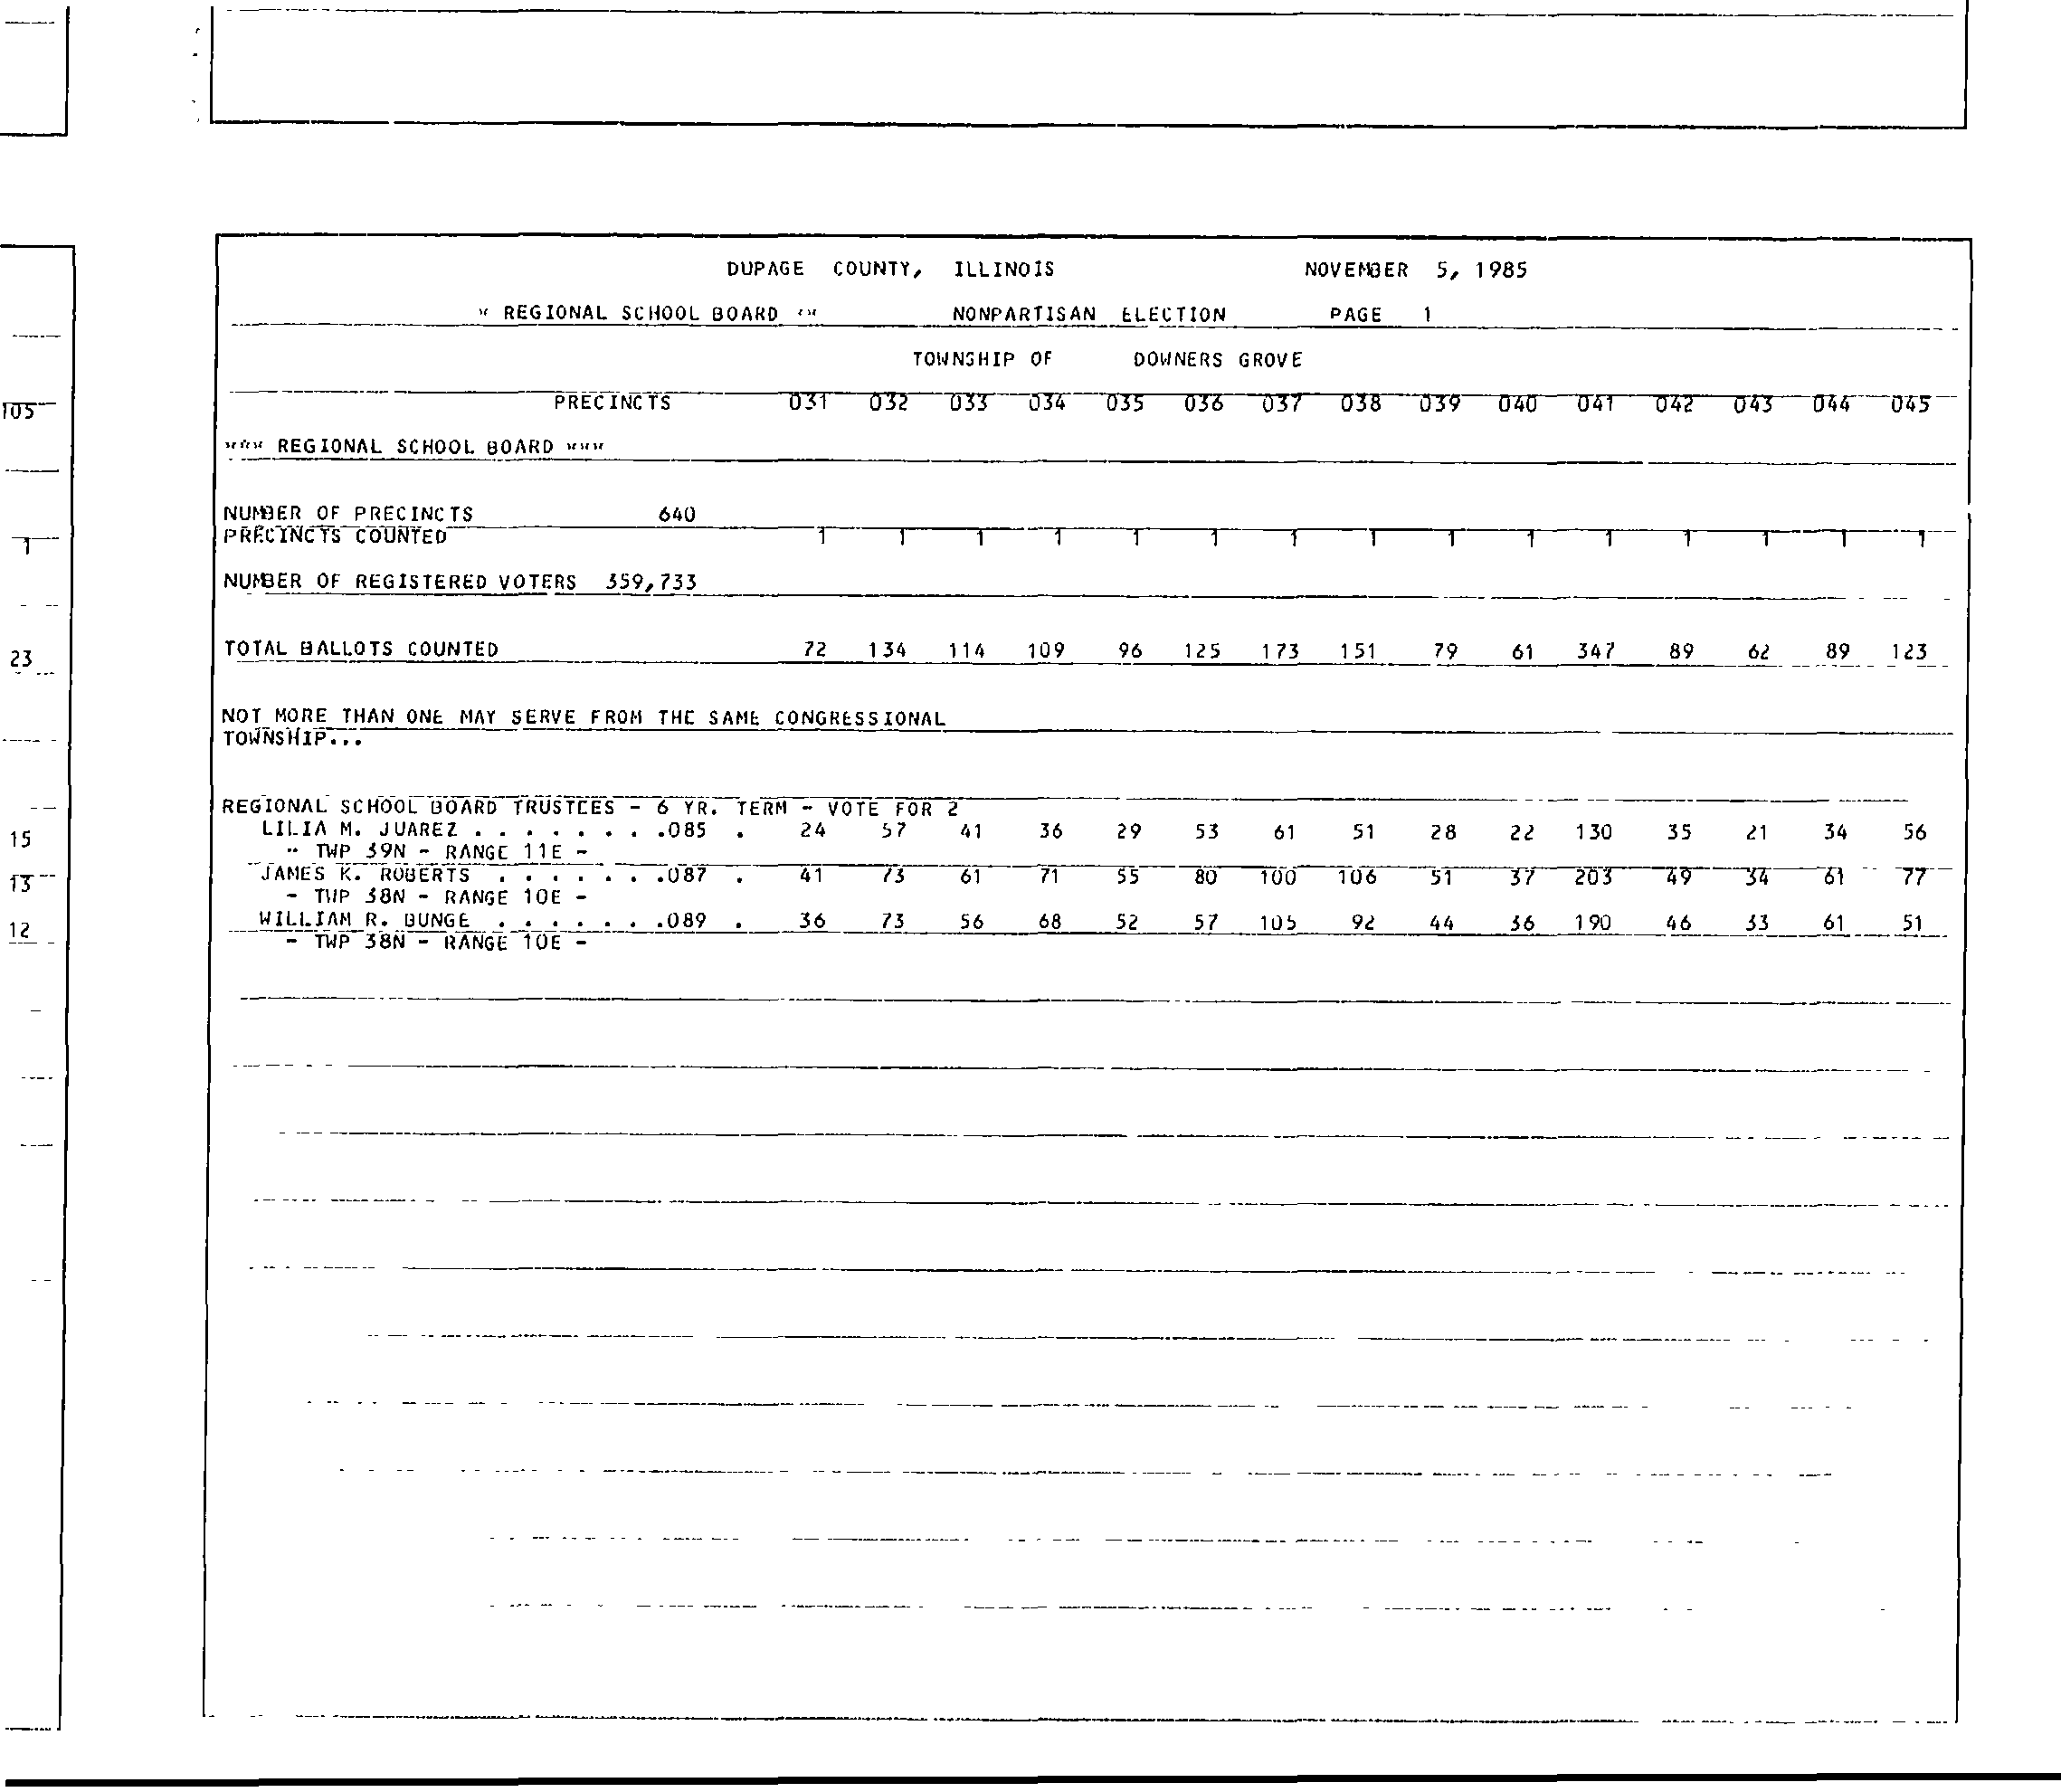 DUPAGE COUNTY, ILLINOIS NOVEMBER 5, 1985
* REGIONAL SCHOOL BOARD ** NONPARTISAN ELECTION PAGE 1
TOWNSHIP OF DOWNERS GROVE
PRECINCTS 031 032 033 034 035 036 037 038 039 040 041 042 043 044 045
*** REGIONAL SCHOOL BOARD ***
NUMBER OF PRECINCTS 640
PRECINCTS COUNTED 1 1 1 1 1 1 1 1 1 1 1 1 1 1 1
NUMBER OF REGISTERED VOTERS 359,733
TOTAL BALLOTS COUNTED 72 134 114 109 96 125 173 151 79 61 347 89 62 89 123
NOT MORE THAN ONE MAY SERVE FROM THE SAME CONGRESSIONAL
TOWNSHIP...
REGIONAL SCHOOL BOARD TRUSTEES - 6 YR. TERM - VOTE FOR 2
LILIA M. JUAREZ . . . . . . . .085 . 24 57 41 36 29 53 61 51 28 22 130 35 21 34 56
- TWP 39N - RANGE 11E -
JAMES K. ROBERTS . . . . . . .087 . 41 73 61 71 55 80 100 106 51 37 203 49 34 61 77
- TWP 38N - RANGE 10E -
WILLIAM R. BUNGE . . . . . . .089 . 36 73 56 68 52 57 105 92 44 36 190 46 33 61 51
- TWP 38N - RANGE 10E -
105
1
23
15
13
12